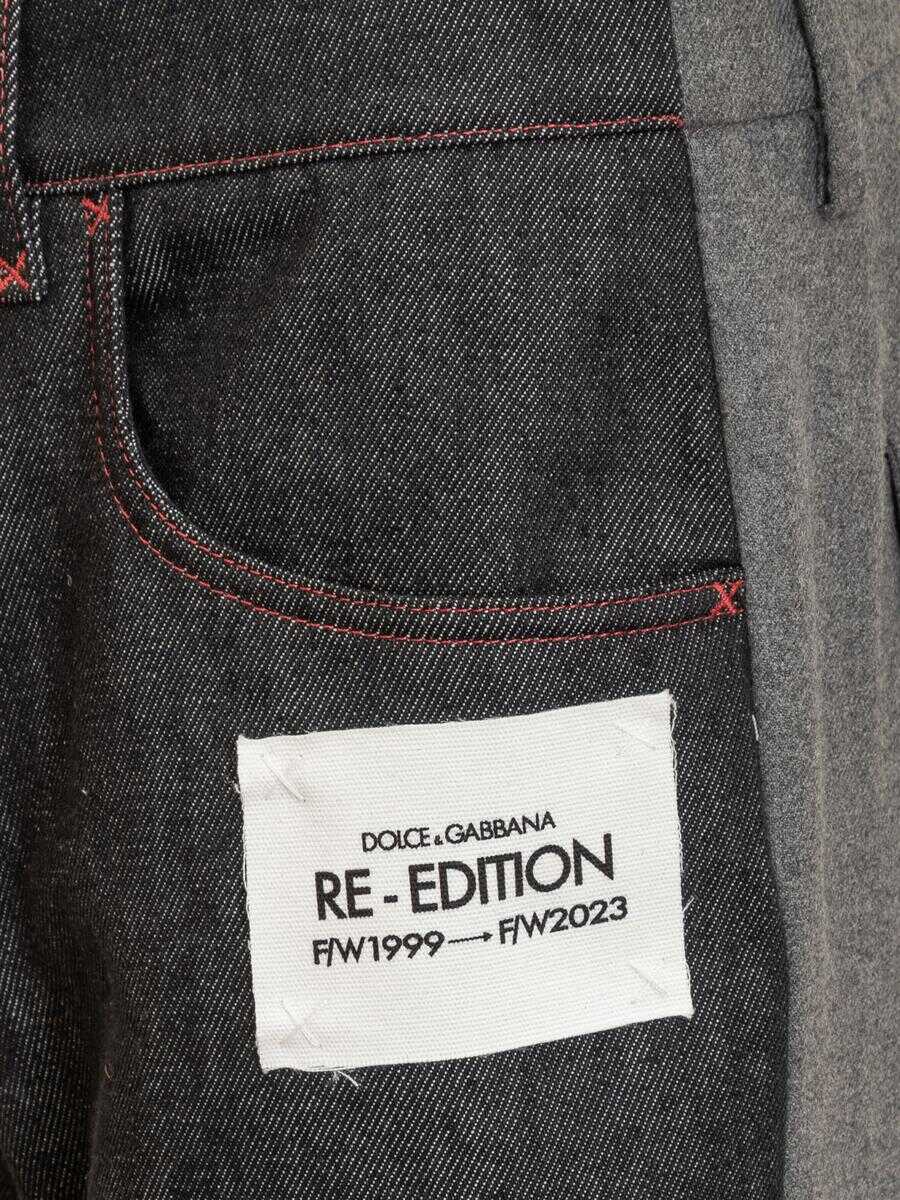 DOLCE & GABBANA
RE - EDITION
F/W1999 → F/W2023